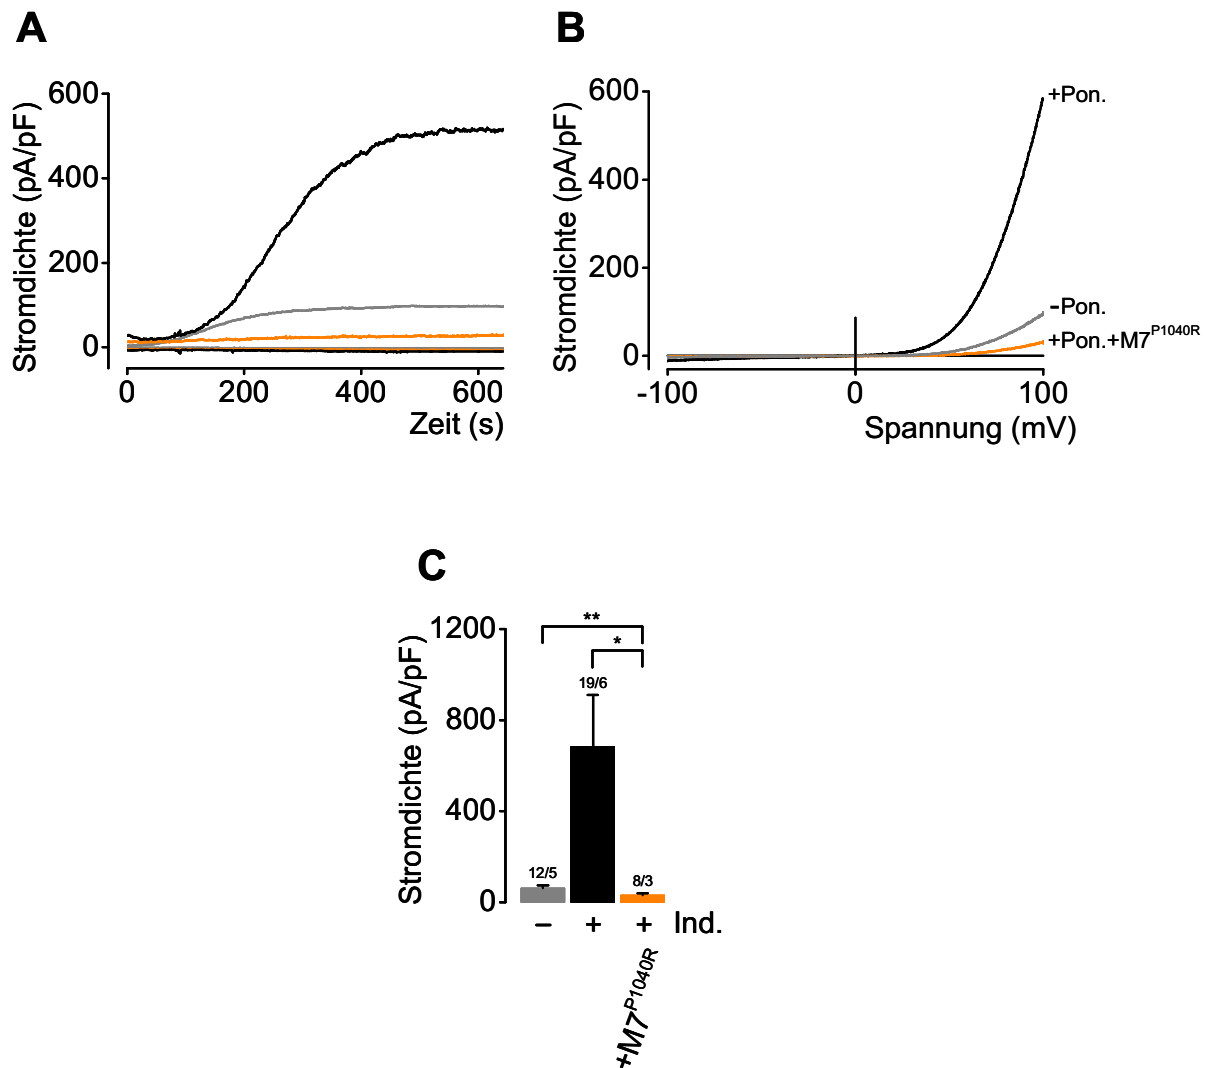 A
Stromdichte (pA/pF)
600
400
200
0
0 200 400 600
Zeit (s)
B
Stromdichte (pA/pF)
600
400
200
0
+Pon.
-Pon.
+Pon.+M7P1040R
-100 0 100
Spannung (mV)
C
Stromdichte (pA/pF)
1200
800
400
0
**
*
19/6
12/5
8/3
– + + Ind.
+M7P1040R